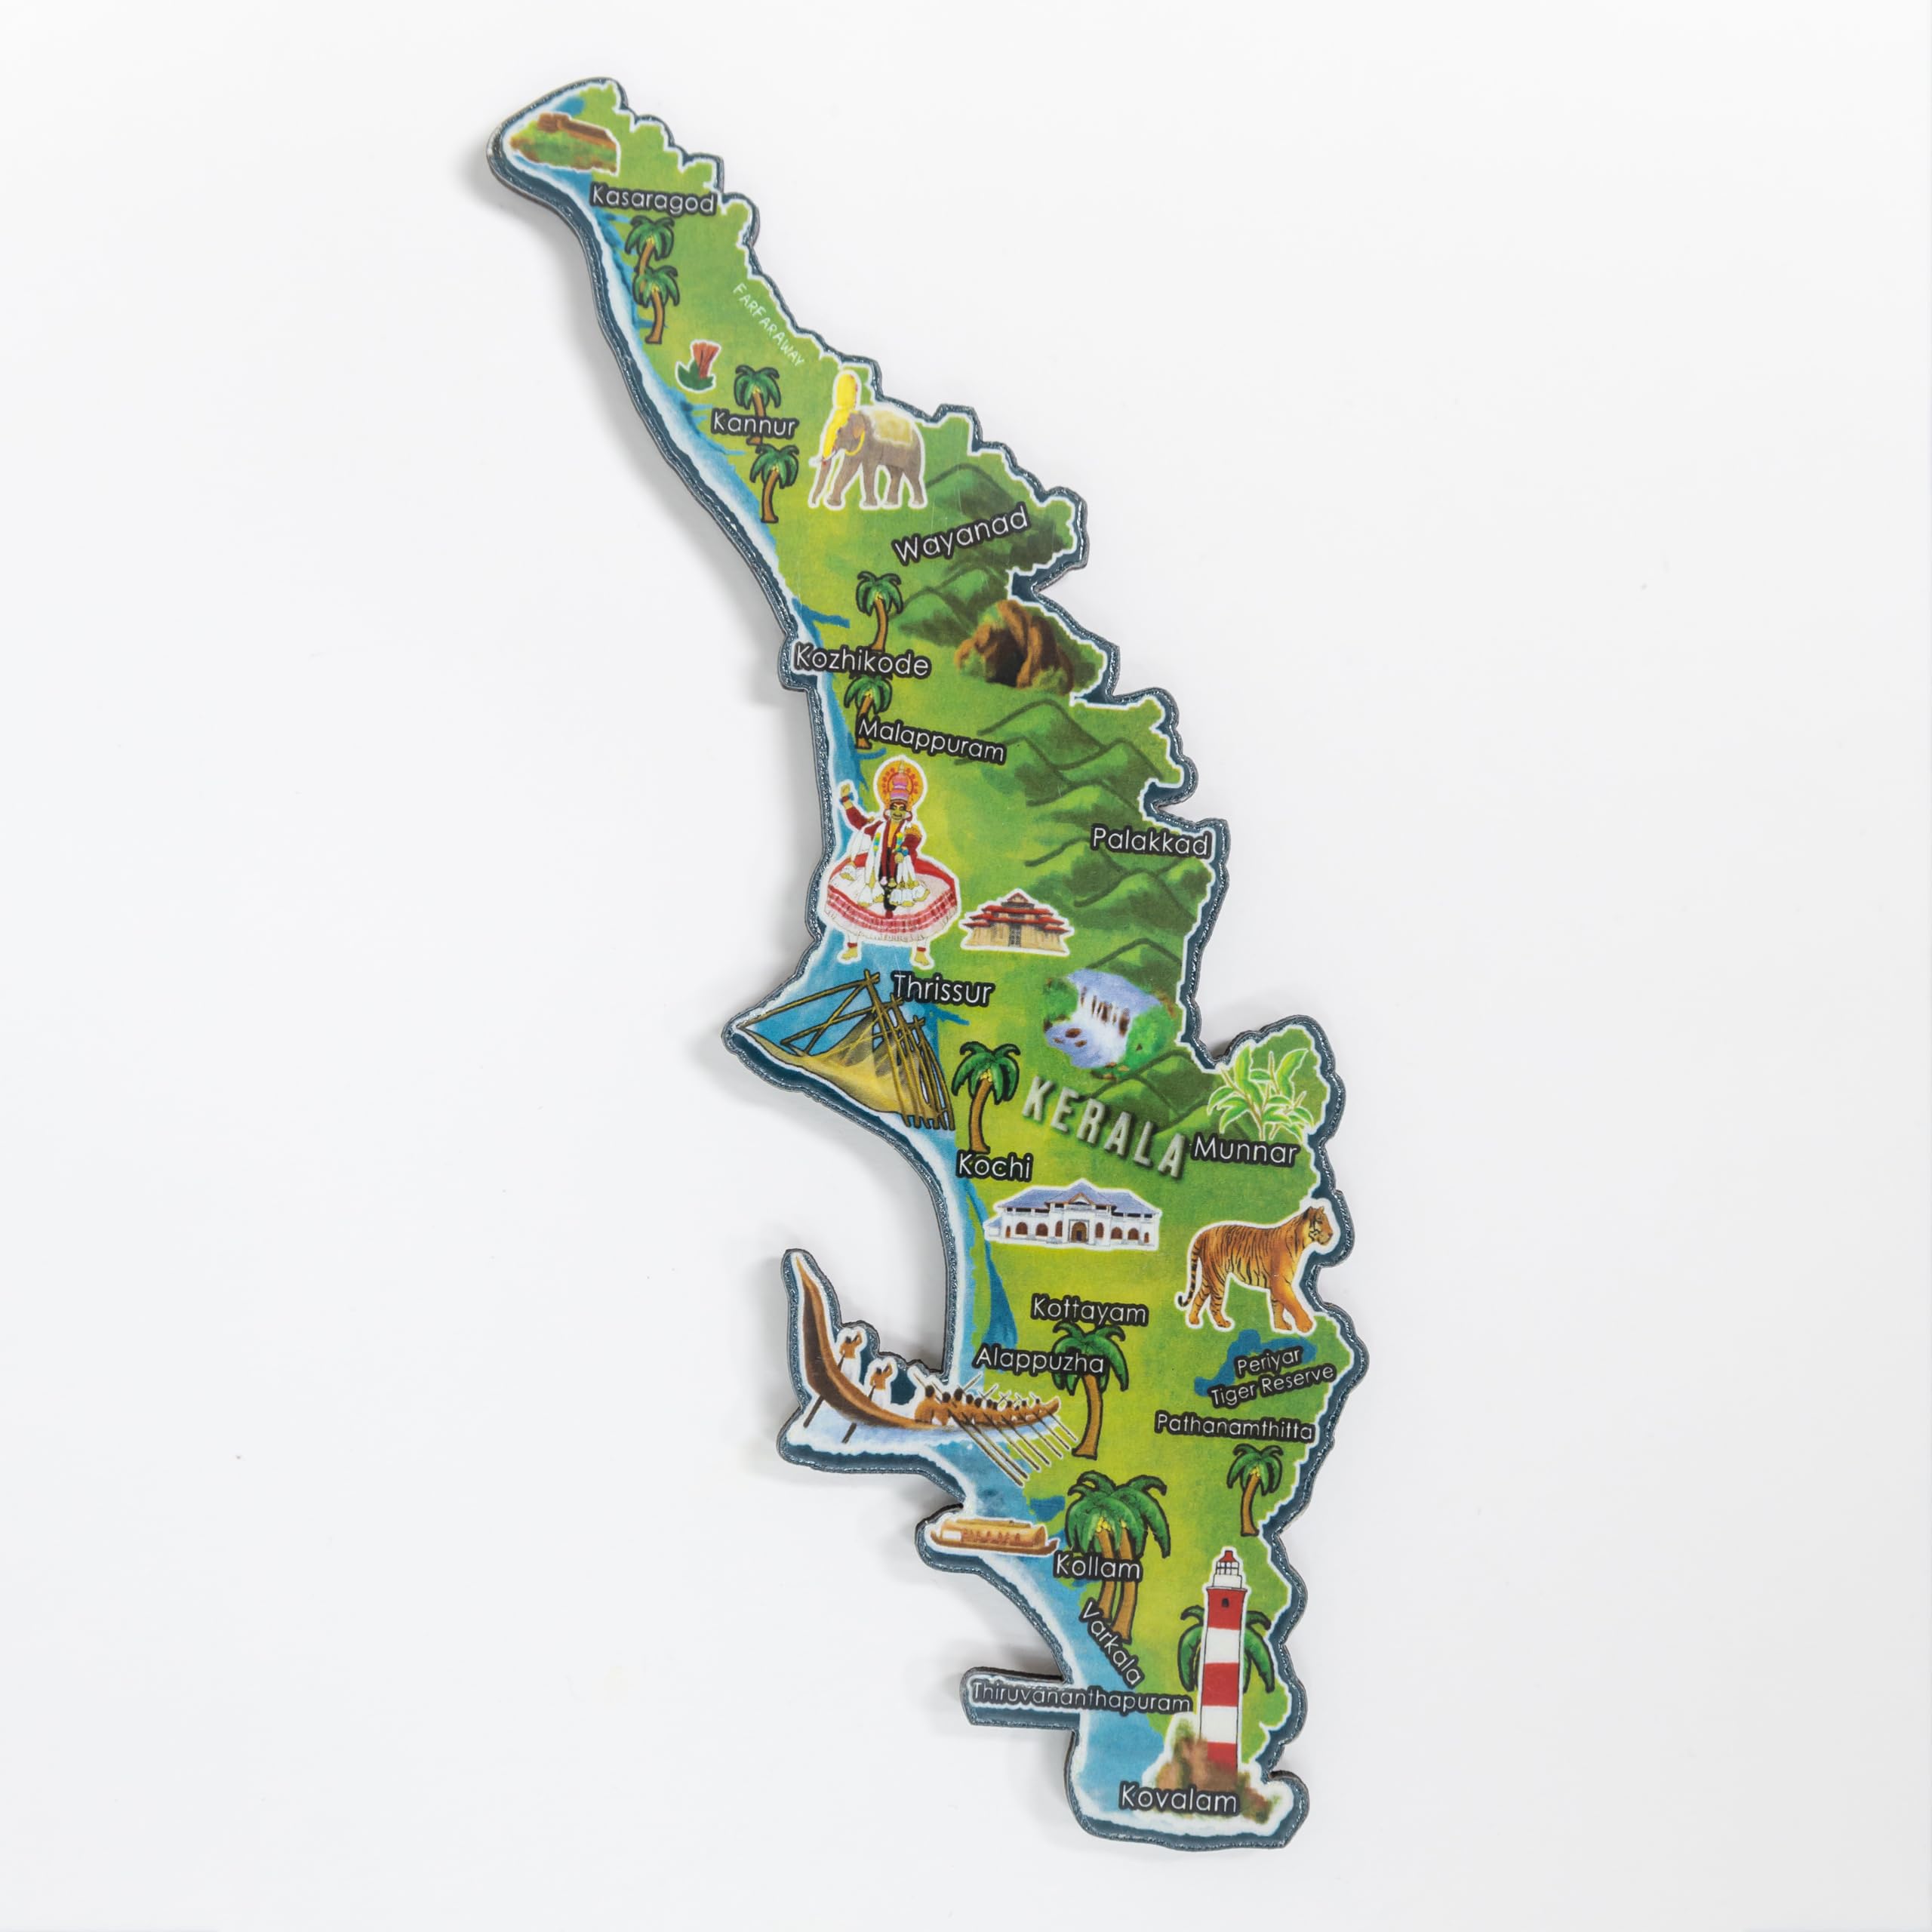 Kasaragod
FARFARAWAY
Kannur
Wayanad
Kozhikode
Malappuram
Palakkad
Thrissur
KERALA
Munnar
Kochi
Kottayam
Alappuzha
Periyar
Tiger Reserve
Pathanamthitta
Kollam
Varkala
Thiruvananthapuram
Kovalam